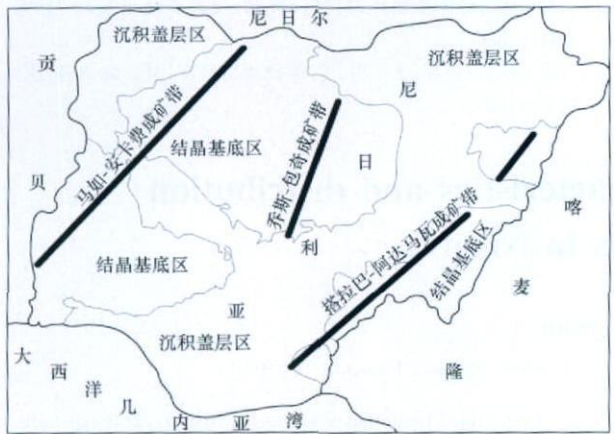 尼日尔
沉积盖层区
沉积盖层区
贡
贝
马如-安卡费成矿带
结晶基底区
乔斯-包奇成矿带
尼
日
利
亚
结晶基底区
塔拉巴-阿达马瓦成矿带
结晶基底区
沉积盖层区
喀
麦
隆
大西洋几内亚湾